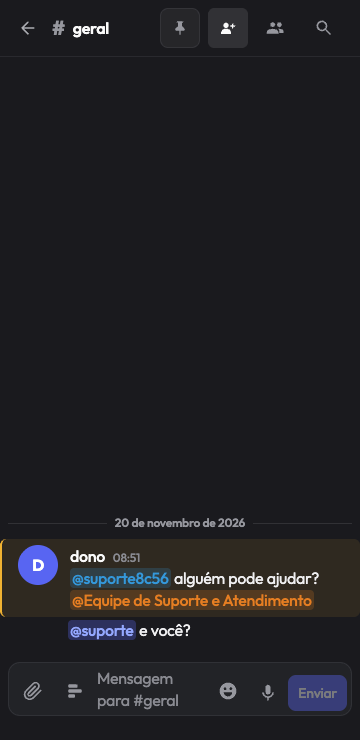 # geral
20 de novembro de 2026
D
dono 08:51
@suporte8c56 alguém pode ajudar?
@Equipe de Suporte e Atendimento
@suporte e você?
Mensagem
para #geral
Enviar